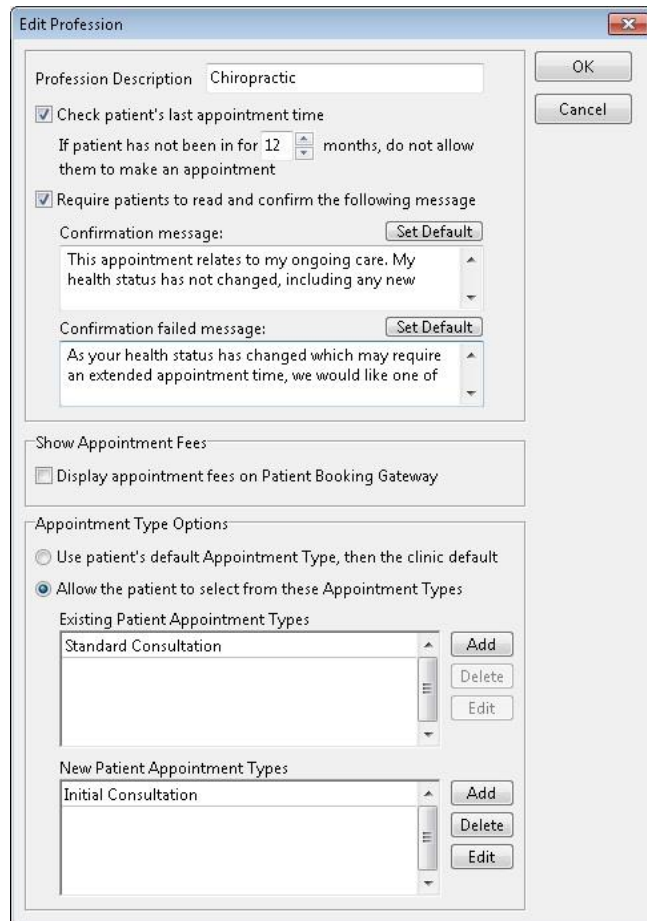 Edit Profession
Profession Description Chiropractic
OK
Cancel
Check patient's last appointment time
If patient has not been in for 12 months, do not allow
them to make an appointment
Require patients to read and confirm the following message
Confirmation message: Set Default
This appointment relates to my ongoing care. My
health status has not changed, including any new
Confirmation failed message: Set Default
As your health status has changed which may require
an extended appointment time, we would like one of
Show Appointment Fees
Display appointment fees on Patient Booking Gateway
Appointment Type Options
Use patient's default Appointment Type, then the clinic default
Allow the patient to select from these Appointment Types
Existing Patient Appointment Types
Standard Consultation
Add
Delete
Edit
New Patient Appointment Types
Initial Consultation
Add
Delete
Edit